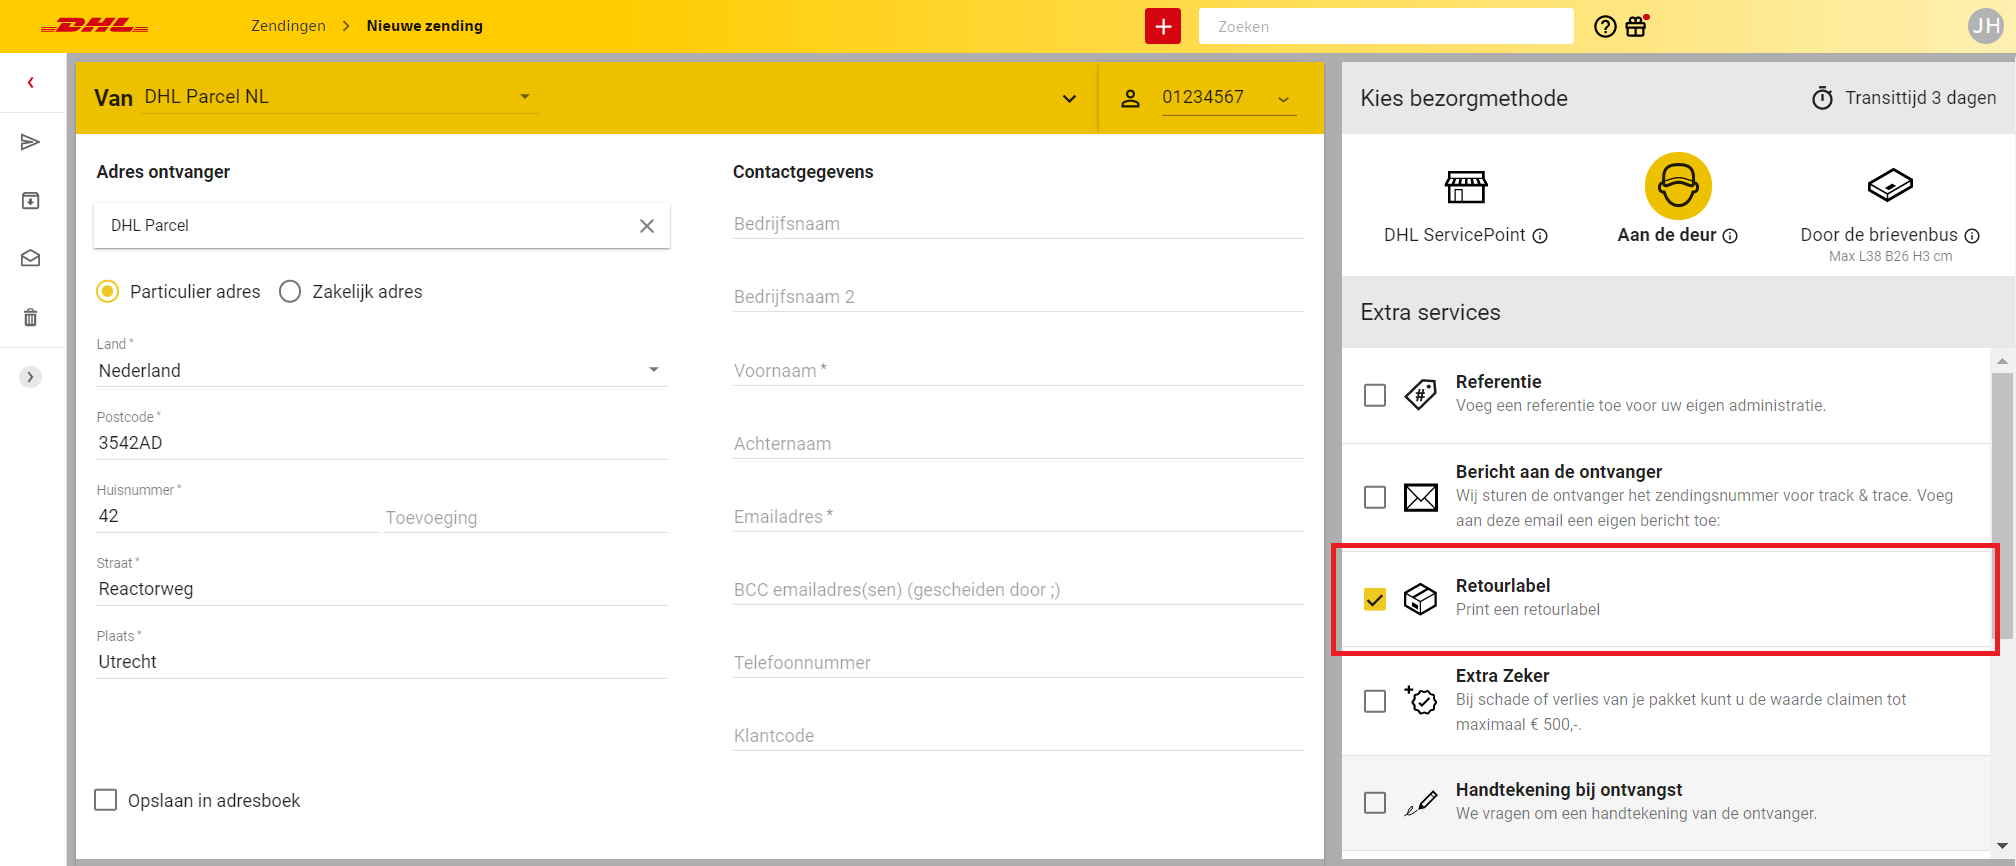 DHL
Zendingen > Nieuwe zending
+
Zoeken
JH
Van DHL Parcel NL
01234567
Adres ontvanger
DHL Parcel
Particulier adres
Zakelijk adres
Land *
Nederland
Postcode *
3542AD
Huisnummer *
42
Toevoeging
Straat *
Reactorweg
Plaats *
Utrecht
Opslaan in adresboek
Contactgegevens
Bedrijfsnaam
Bedrijfsnaam 2
Voornaam *
Achternaam
Emailadres *
BCC emailadres(sen) (gescheiden door ;)
Telefoonnummer
Klantcode
Kies bezorgmethode
Transittijd 3 dagen
DHL ServicePoint
Aan de deur
Door de brievenbus
Max L38 B26 H3 cm
Extra services
Referentie
Voeg een referentie toe voor uw eigen administratie.
Bericht aan de ontvanger
Wij sturen de ontvanger het zendingsnummer voor track & trace. Voeg
aan deze email een eigen bericht toe:
Retourlabel
Print een retourlabel
Extra Zeker
Bij schade of verlies van je pakket kunt u de waarde claimen tot
maximaal € 500,-.
Handtekening bij ontvangst
We vragen om een handtekening van de ontvanger.